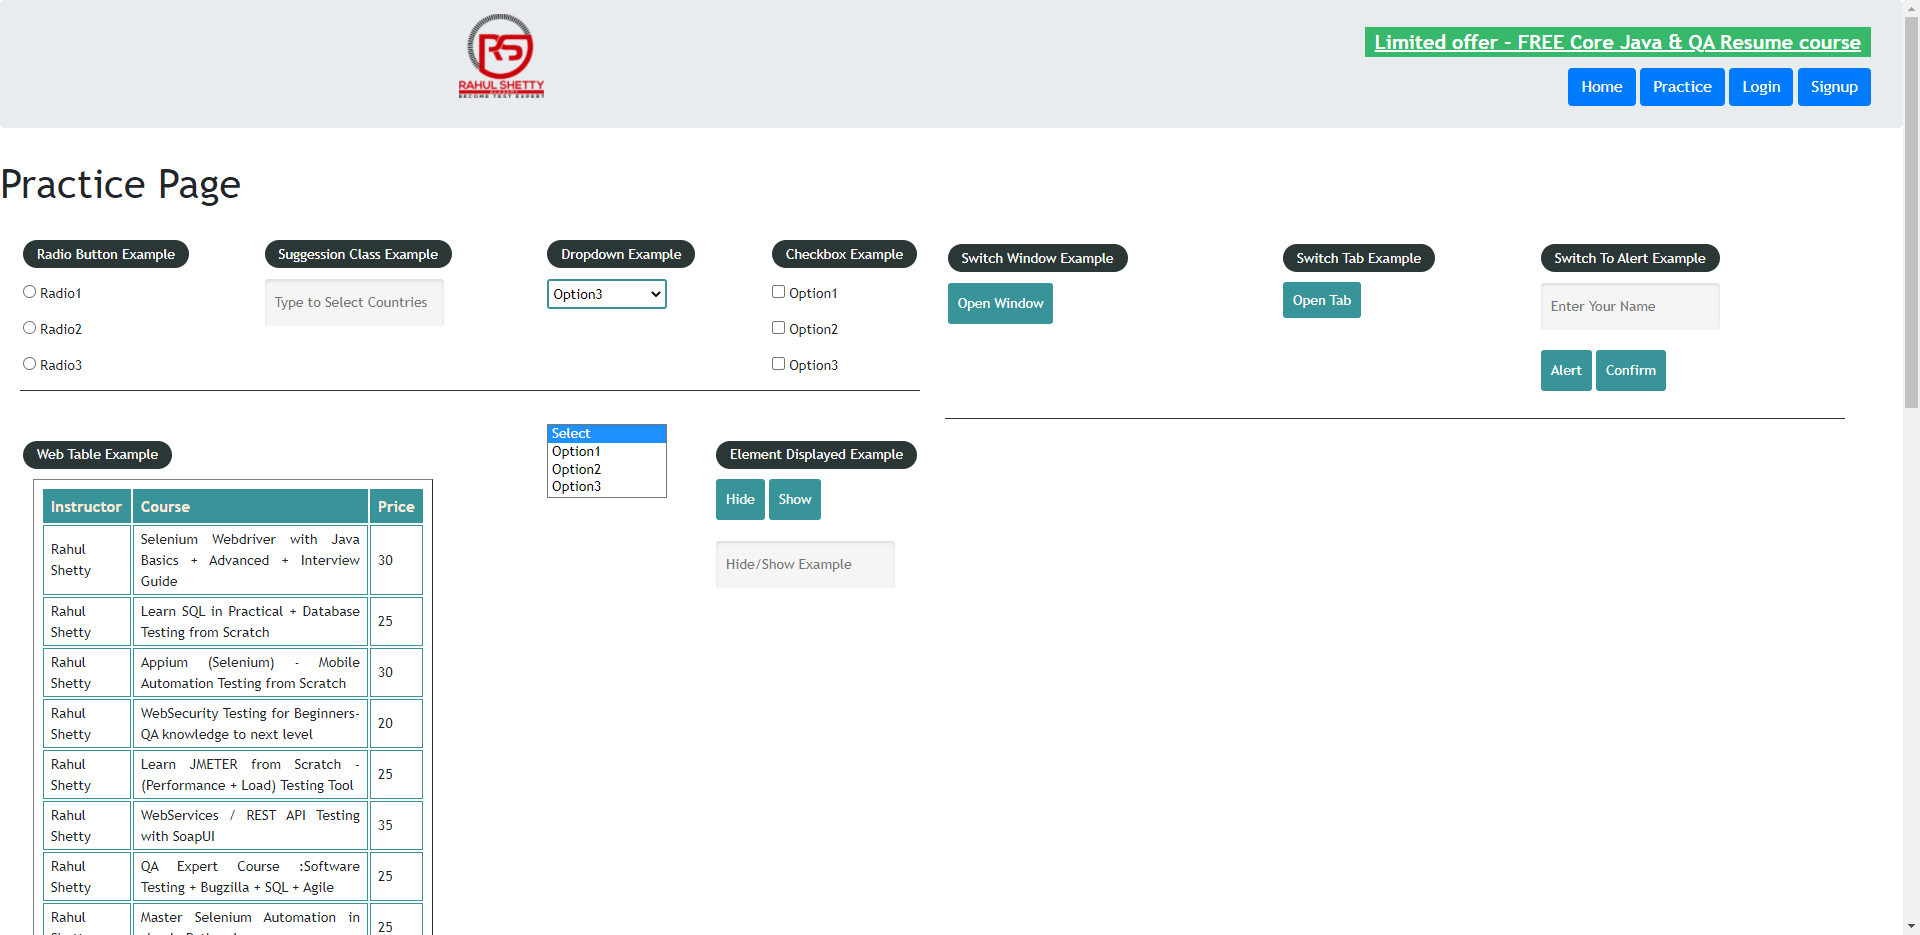 RS
RAHUL SHETTY
ACADEMY
BECOME TEST EXPERT
Limited offer - FREE Core Java & QA Resume course
Home Practice Login Signup
Practice Page
Radio Button Example
Radio1
Radio2
Radio3
Suggession Class Example
Type to Select Countries
Dropdown Example
Option3
Checkbox Example
Option1
Option2
Option3
Switch Window Example
Open Window
Switch Tab Example
Open Tab
Switch To Alert Example
Enter Your Name
Alert Confirm
Web Table Example
Instructor Course Price
Rahul Shetty
Selenium Webdriver with Java
Basics + Advanced + Interview
Guide
30
Rahul Shetty
Learn SQL in Practical + Database
Testing from Scratch
25
Rahul Shetty
Appium (Selenium) - Mobile
Automation Testing from Scratch
30
Rahul Shetty
WebSecurity Testing for Beginners-
QA knowledge to next level
20
Rahul Shetty
Learn JMETER from Scratch -
(Performance + Load) Testing Tool
25
Rahul Shetty
WebServices / REST API Testing
with SoapUI
35
Rahul Shetty
QA Expert Course :Software
Testing + Bugzilla + SQL + Agile
25
Rahul
Master Selenium Automation in
25
Select
Option1
Option2
Option3
Element Displayed Example
Hide Show
Hide/Show Example